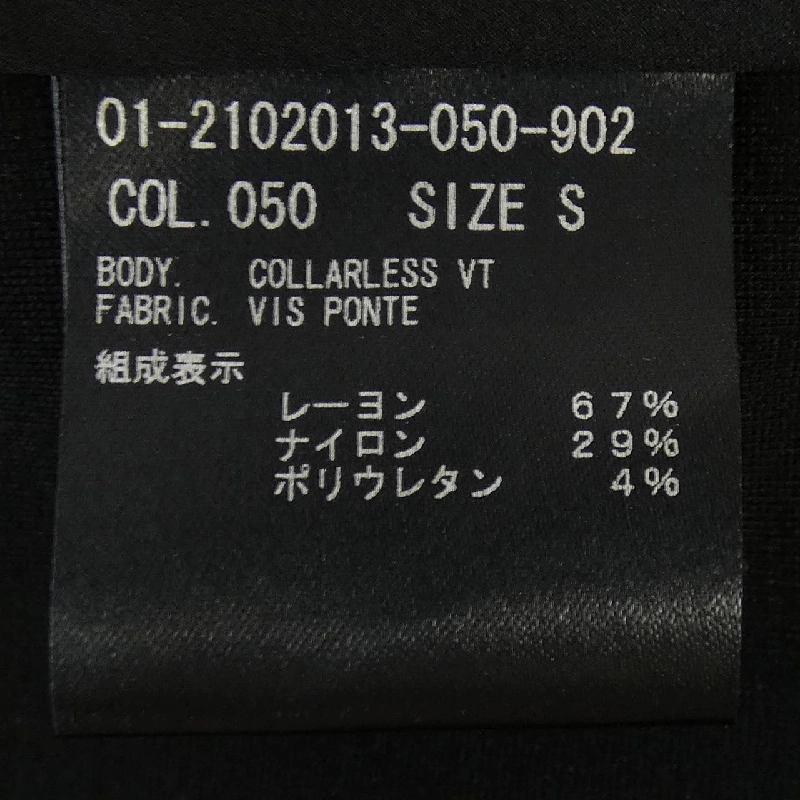 01-2102013-050-902
COL.050 SIZE S
BODY. COLLARLESS VT
FABRIC. VIS PONTE
組成表示
レーヨン 67%
ナイロン 29%
ポリウレタン 4%